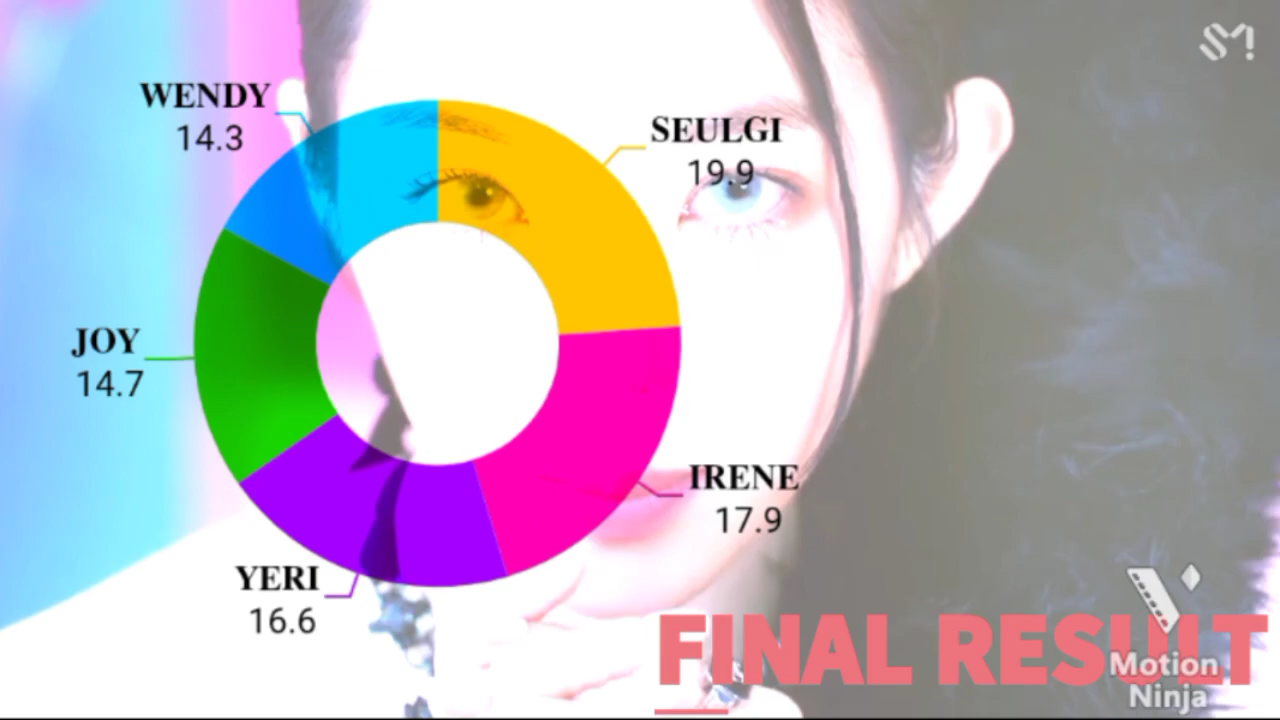 SM!
WENDY
14.3
SEULGI
19.9
JOY
14.7
IRENE
17.9
YERI
16.6
FINAL RESULT
Motion
Ninja